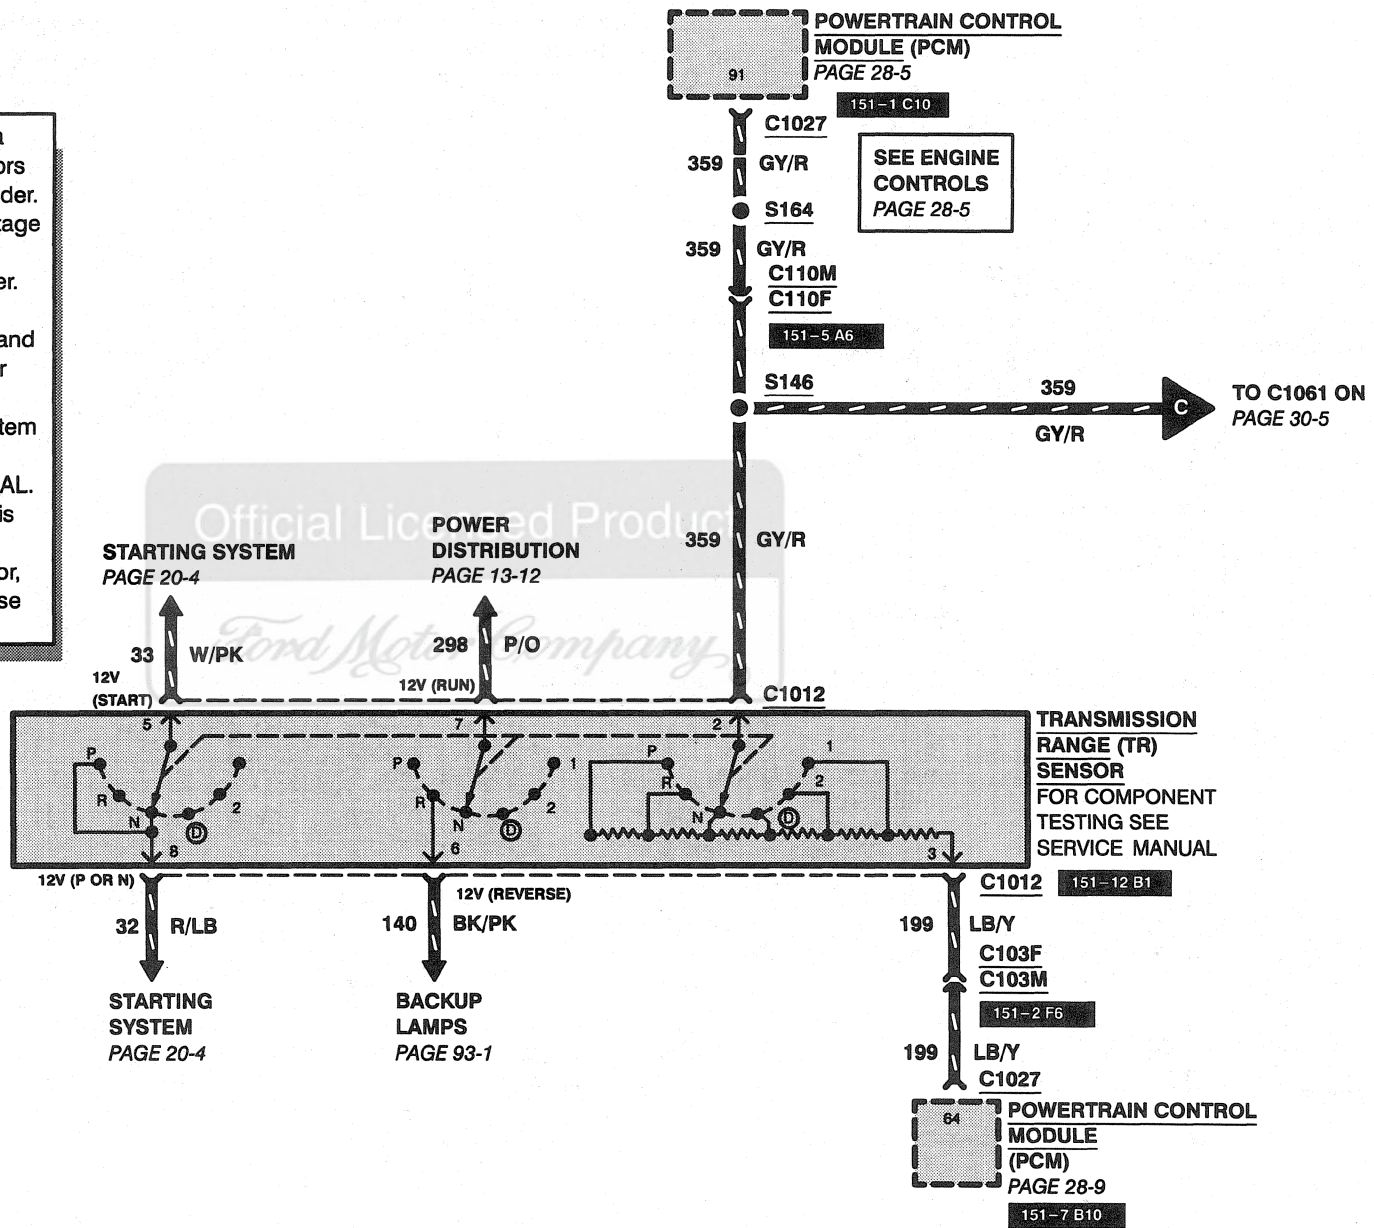 POWERTRAIN CONTROL
MODULE (PCM)
PAGE 28-5
91
151-1 C10
C1027
359 GY/R
SEE ENGINE
CONTROLS
PAGE 28-5
S164
359 GY/R
C110M
C110F
151-5 A6
S146
359
C
TO C1061 ON
PAGE 30-5
GY/R
der.
er.
and
AL.
is
or,
Official Licensed Product
Ford Motor Company
STARTING SYSTEM
PAGE 20-4
POWER
DISTRIBUTION
PAGE 13-12
359 GY/R
33 W/PK
298 P/O
12V
(START)
12V (RUN)
C1012
5
7
2
TRANSMISSION
RANGE (TR)
SENSOR
FOR COMPONENT
TESTING SEE
SERVICE MANUAL
P
R
N
D
2
8
P
R
N
D
2
1
6
P
R
N
D
2
1
3
12V (P OR N)
12V (REVERSE)
C1012
151-12 B1
32 R/LB
140 BK/PK
199 LB/Y
C103F
C103M
151-2 F6
STARTING
SYSTEM
PAGE 20-4
BACKUP
LAMPS
PAGE 93-1
199 LB/Y
C1027
64
POWERTRAIN CONTROL
MODULE
(PCM)
PAGE 28-9
151-7 B10